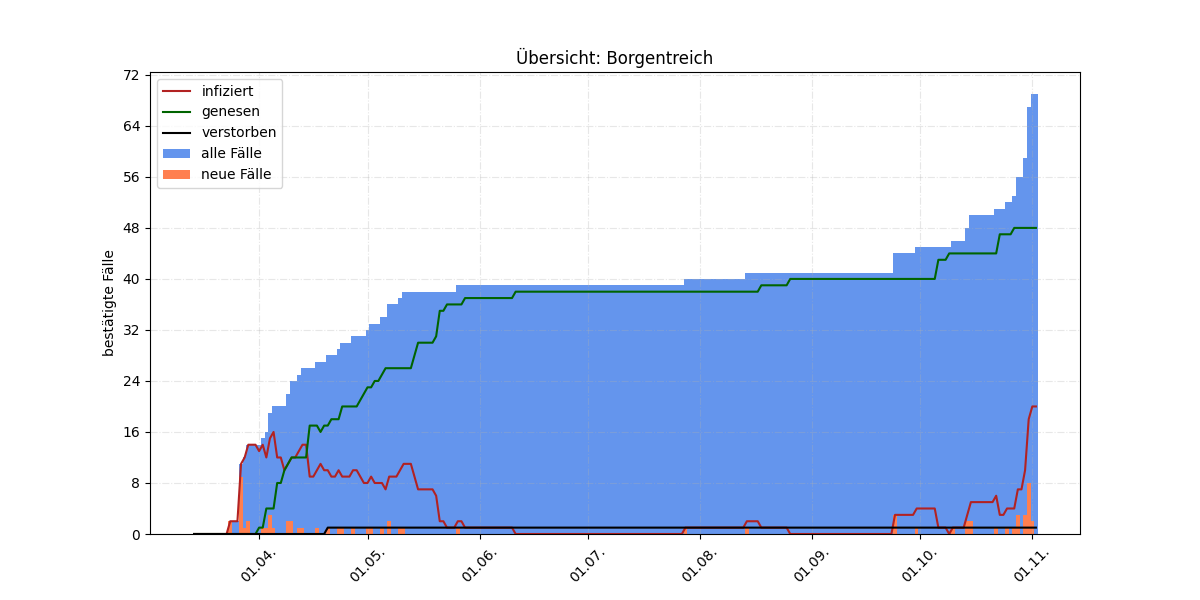 Übersicht: Borgentreich
bestätigte Fälle
72
64
56
48
40
32
24
16
8
0
infiziert
genesen
verstorben
alle Fälle
neue Fälle
01.04.
01.05.
01.06.
01.07.
01.08.
01.09.
01.10.
01.11.